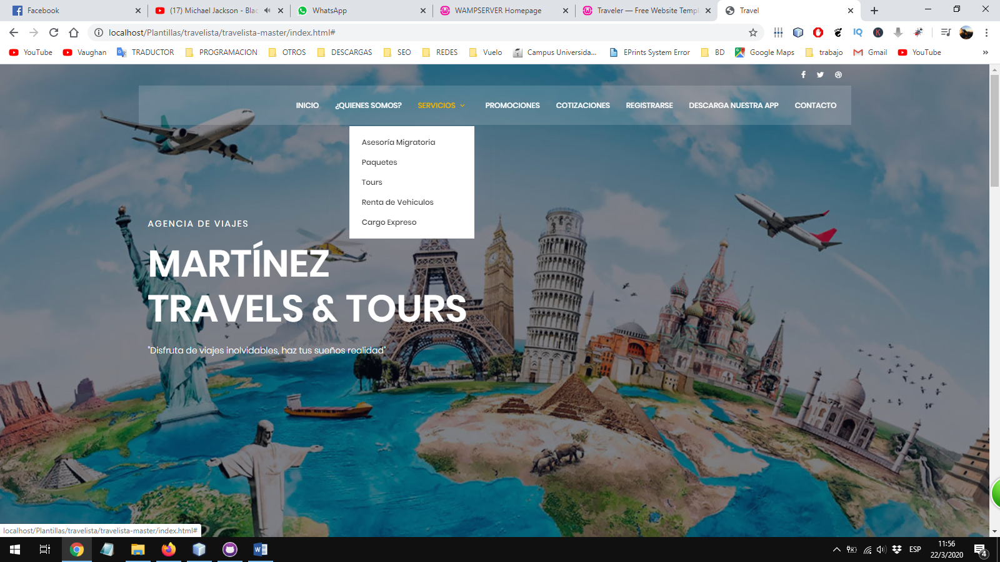 Facebook
(17) Michael Jackson - Blac
WhatsApp
WAMPSERVER Homepage
Traveler — Free Website Templ
Travel
localhost/Plantillas/travelista/travelista-master/index.html#
YouTube
Vaughan
TRADUCTOR
PROGRAMACION
OTROS
DESCARGAS
SEO
REDES
Vuelo
Campus Universida...
EPrints System Error
BD
Google Maps
trabajo
Gmail
YouTube
»
INICIO
¿QUIENES SOMOS?
SERVICIOS
PROMOCIONES
COTIZACIONES
REGISTRARSE
DESCARGA NUESTRA APP
CONTACTO
Asesoría Migratoria
Paquetes
Tours
Renta de Vehiculos
Cargo Expreso
AGENCIA DE VIAJES
MARTÍNEZ
TRAVELS & TOURS
"Disfruta de viajes inolvidables, haz tus sueños realidad"
localhost/Plantillas/travelista/travelista-master/index.html#
ESP
11:56
22/3/2020
4